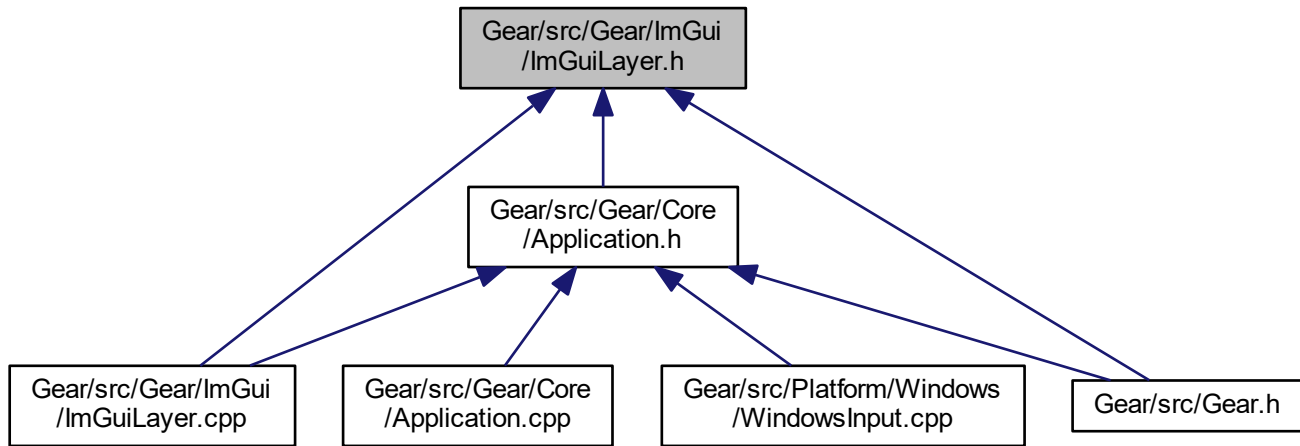 Gear/src/Gear/ImGui
/ImGuiLayer.h
Gear/src/Gear/Core
/Application.h
Gear/src/Gear/ImGui
/ImGuiLayer.cpp
Gear/src/Gear/Core
/Application.cpp
Gear/src/Platform/Windows
/WindowsInput.cpp
Gear/src/Gear.h